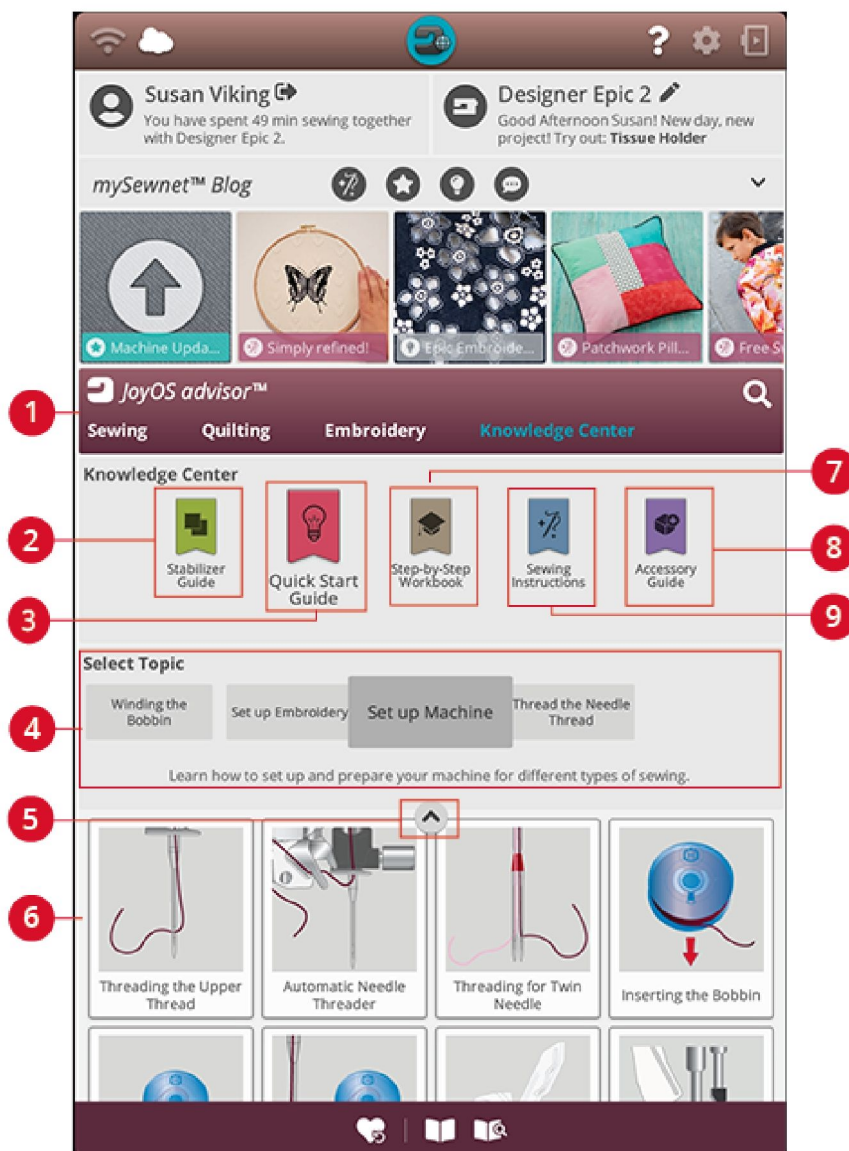 ?
Susan Viking
You have spent 49 min sewing together
with Designer Epic 2.
Designer Epic 2
Good Afternoon Susan! New day, new
project! Try out: Tissue Holder
mySewnet™ Blog
Machine Upda...
Simply refined!
Epic Embroide...
Patchwork Pill...
Free S
1
JoyOS advisor™
Sewing Quilting Embroidery Knowledge Center
Knowledge Center
7
2
Stabilizer
Guide
Quick Start
Guide
Step-by-Step
Workbook
Sewing
Instructions
Accessory
Guide
8
3
9
Select Topic
4
Winding the
Bobbin
Set up Embroidery
Set up Machine
Thread the Needle
Thread
Learn how to set up and prepare your machine for different types of sewing.
5
6
Threading the Upper
Thread
Automatic Needle
Threader
Threading for Twin
Needle
Inserting the Bobbin